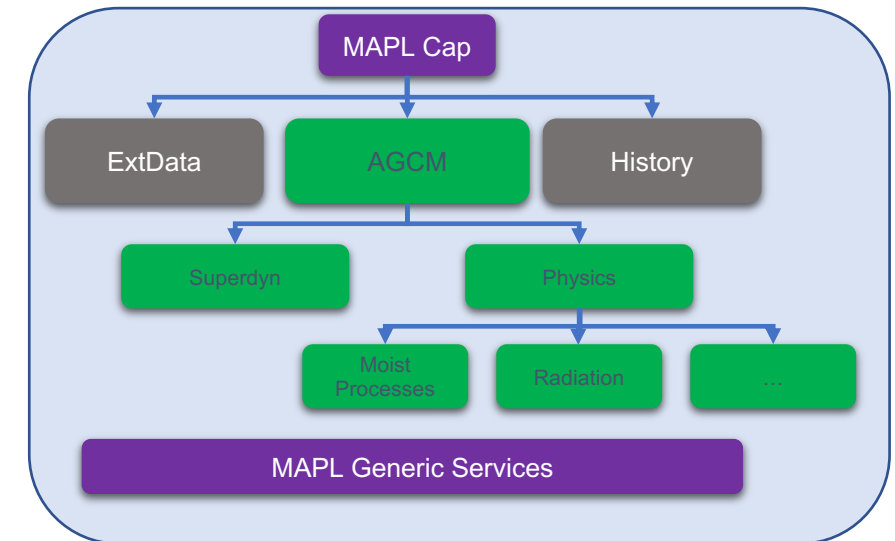 MAPL Cap
ExtData
AGCM
History
Superdyn
Physics
Moist
Processes
Radiation
…
MAPL Generic Services